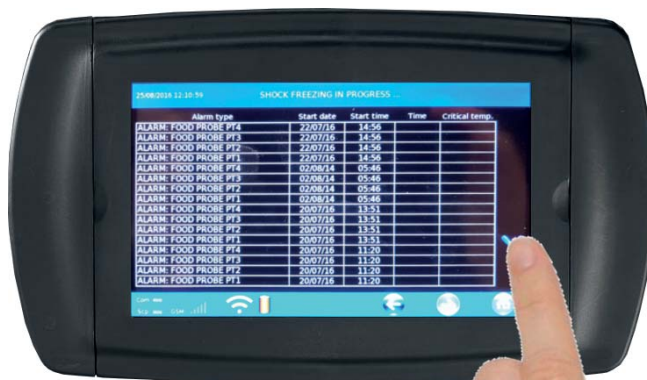 25/08/2016 12:10:59 SHOCK FREEZING IN PROGRESS ...
Alarm type Start date Start time Time Critical temp.
ALARM: FOOD PROBE PT4 22/07/16 14:56
ALARM: FOOD PROBE PT3 22/07/16 14:56
ALARM: FOOD PROBE PT2 22/07/16 14:56
ALARM: FOOD PROBE PT1 22/07/16 14:56
ALARM: FOOD PROBE PT4 02/08/14 05:46
ALARM: FOOD PROBE PT3 02/08/14 05:46
ALARM: FOOD PROBE PT2 02/08/14 05:46
ALARM: FOOD PROBE PT1 02/08/14 05:46
ALARM: FOOD PROBE PT4 20/07/16 13:51
ALARM: FOOD PROBE PT3 20/07/16 13:51
ALARM: FOOD PROBE PT2 20/07/16 13:51
ALARM: FOOD PROBE PT1 20/07/16 13:51
ALARM: FOOD PROBE PT4 20/07/16 11:20
ALARM: FOOD PROBE PT3 20/07/16 11:20
ALARM: FOOD PROBE PT2 20/07/16 11:20
ALARM: FOOD PROBE PT1 20/07/16 11:20
GSM